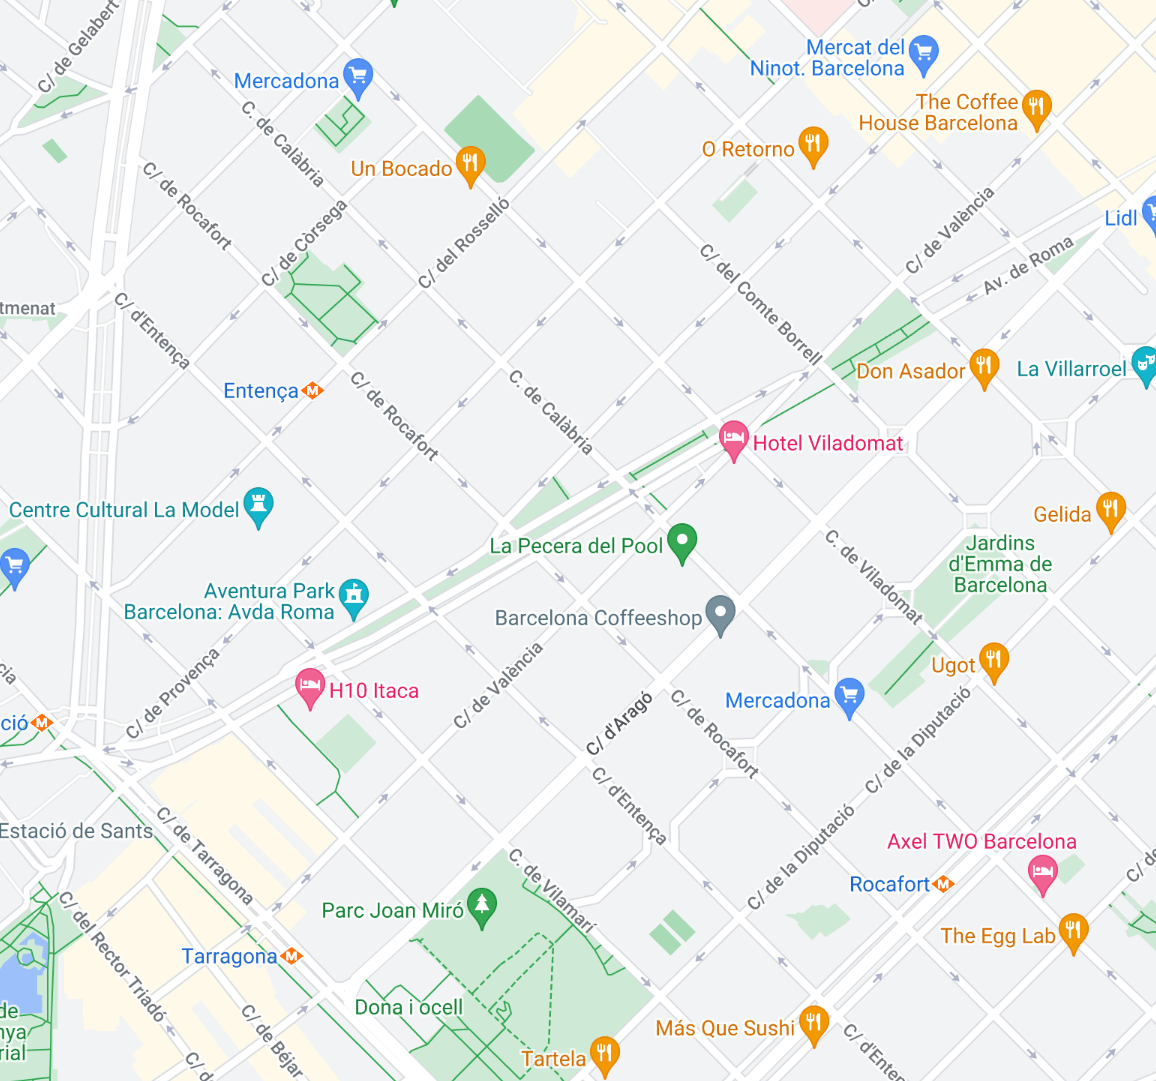 C/ de Gelabert
Mercat del
Ninot. Barcelona
Mercadona
The Coffee
House Barcelona
C. de Calàbria
O Retorno
Un Bocado
C/ de Rocafort
C/ de Còrsega
C/ del Rosselló
C/ de València
Lidl
Av. de Roma
C/ del Comte Borrell
tmenat
C/ d'Entença
Don Asador
La Villarroel
Entença
C/ de Rocafort
C. de Calàbria
Hotel Viladomat
Centre Cultural La Model
Gelida
La Pecera del Pool
C. de Viladomat
Jardins
d'Emma de
Barcelona
Aventura Park
Barcelona: Avda Roma
Barcelona Coffeeshop
cia
C/ de Provença
H10 Itaca
C/ de València
Ugot
Mercadona
ció
C/ d'Aragó
C/ de Rocafort
C/ de la Diputació
C/ d'Entença
Estació de Sants
C/ de Tarragona
C/ de la Diputació
Axel TWO Barcelona
Rocafort
C/ de
C. de Vilamarí
Parc Joan Miró
C/ del Rector Triadó
Tarragona
The Egg Lab
Dona i ocell
de
nya
rial
C/ de Béjar
Más Que Sushi
Tartela
C/ d'Enten
C/ de